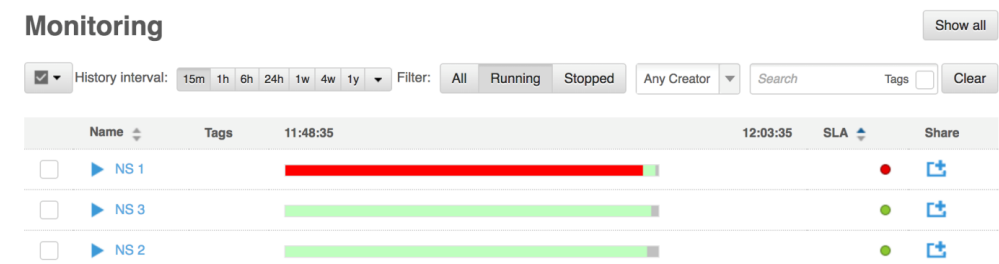 Monitoring
Show all
History interval: 15m 1h 6h 24h 1w 4w 1y Filter: All Running Stopped Any Creator Search Tags Clear
Name Tags 11:48:35 12:03:35 SLA Share
NS 1
NS 3
NS 2